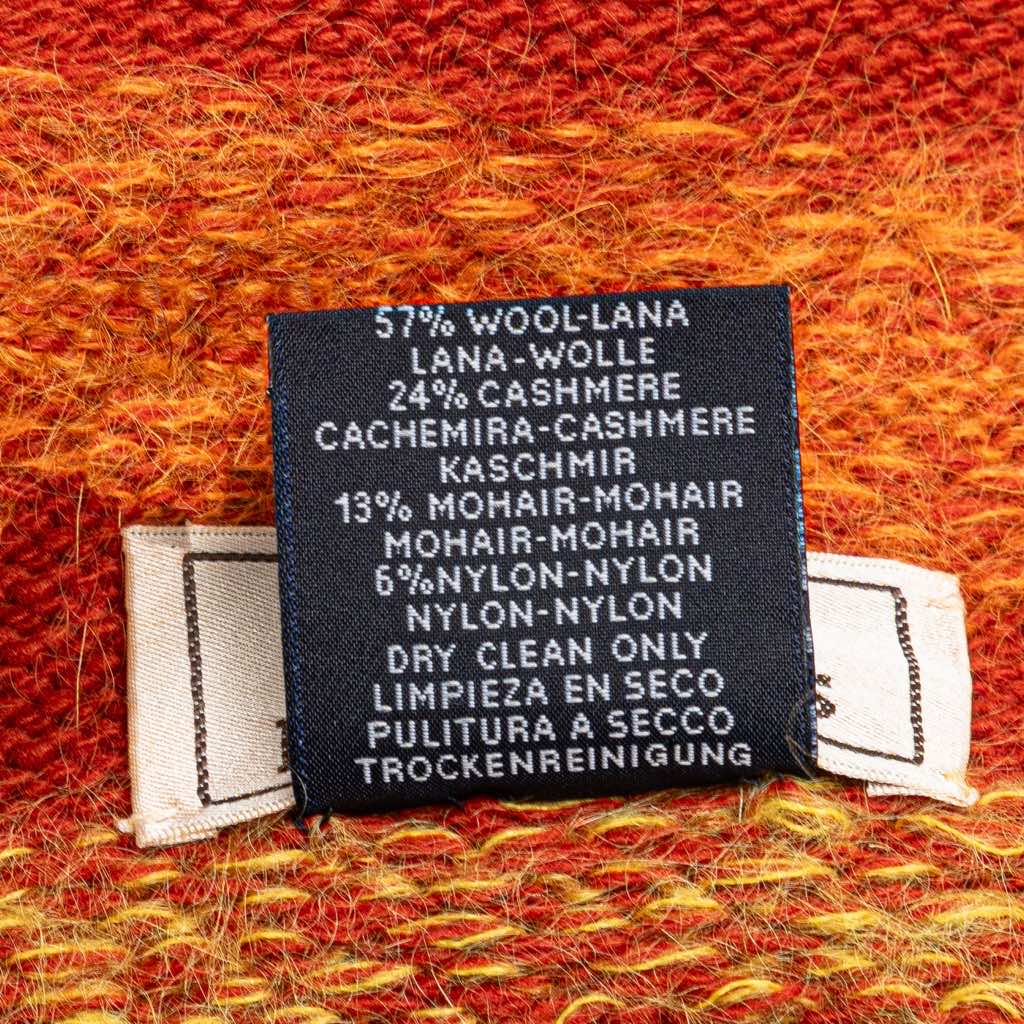 57% WOOL-LANA
LANA-WOLLE
24% CASHMERE
CACHEMIRA-CASHMERE
KASCHMIR
13% MOHAIR-MOHAIR
MOHAIR-MOHAIR
6%NYLON-NYLON
NYLON-NYLON
DRY CLEAN ONLY
LIMPIEZA EN SECO
PULITURA A SECCO
TROCKENREINIGUNG